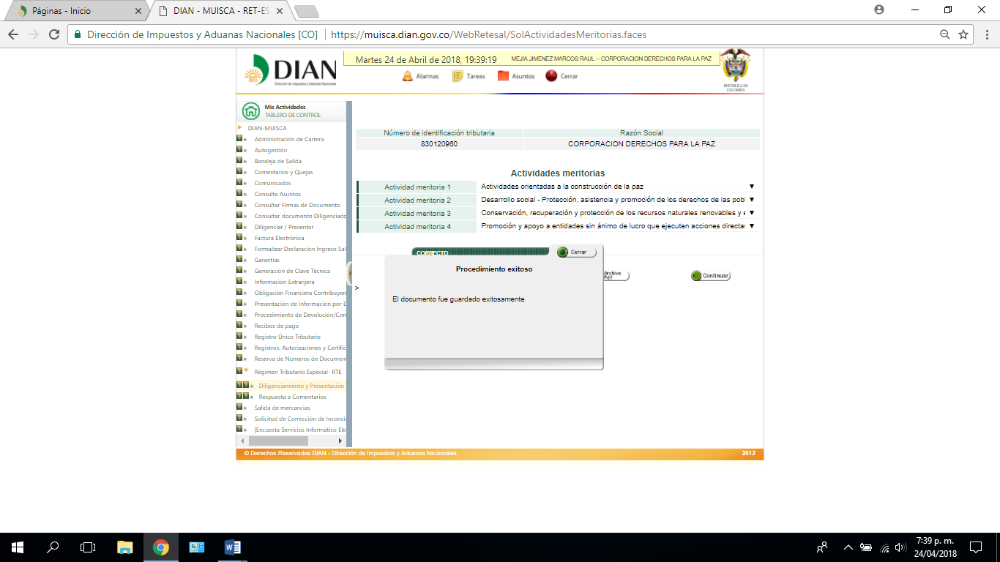 Páginas - Inicio
DIAN - MUISCA - RET-ES
Dirección de Impuestos y Aduanas Nacionales [CO]
https://muisca.dian.gov.co/WebRetesal/SolActividadesMeritorias.faces
DIAN
Dirección de Impuestos y Aduanas Nacionales
Martes 24 de Abril de 2018, 19:39:19
MEJIA JIMENEZ MARCOS RAUL – CORPORACION DERECHOS PARA LA PAZ
Alarmas
Tareas
Asuntos
Cerrar
REPÚBLICA DE
COLOMBIA
Mis Actividades
TABLERO DE CONTROL
DIAN-MUISCA
Administración de Cartera
Autogestión
Bandeja de Salida
Comentarios y Quejas
Comunicados
Consulta Asuntos
Consultar Firmas de Documento
Consultar documento Diligenciado
Diligenciar / Presentar
Factura Electrónica
Formalizar Declaración Ingreso Sal
Garantías
Generación de Clave Técnica
Información Extranjera
Obligación Financiera Contribuyen
Presentación de Información por E
Procedimiento de Devolución/Com
Recibos de pago
Registro Único Tributario
Registros, Autorizaciones y Certific
Reserva de Números de Document
Régimen Tributario Especial- RTE
Diligenciamiento y Presentación
Respuesta a Comentarios
Salida de mercancías
Solicitud de Corrección de Inconsis
[Encuesta Servicios Informático Ele
Número de identificación tributaria
Razón Social
830120960
CORPORACION DERECHOS PARA LA PAZ
Actividades meritorias
Actividad meritoria 1
Actividades orientadas a la construcción de la paz
Actividad meritoria 2
Desarrollo social - Protección, asistencia y promoción de los derechos de las pobl
Actividad meritoria 3
Conservación, recuperación y protección de los recursos naturales renovables y e
Actividad meritoria 4
Promoción y apoyo a entidades sin ánimo de lucro que ejecuten acciones directas
CORRECTO
Cerrar
Procedimiento exitoso
El documento fue guardado exitosamente
Archivo
Pdf
Continuar
>
© Derechos Reservados DIAN - Dirección de Impuestos y Aduanas Nacionales
2012
7:39 p. m.
24/04/2018